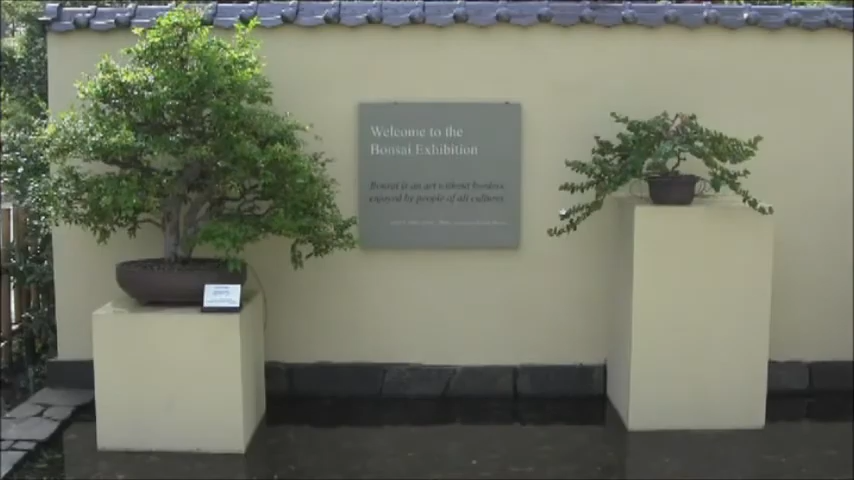 Welcome to the
Bonsai Exhibition
Bonsai is an art without borders
enjoyed by people of all cultures